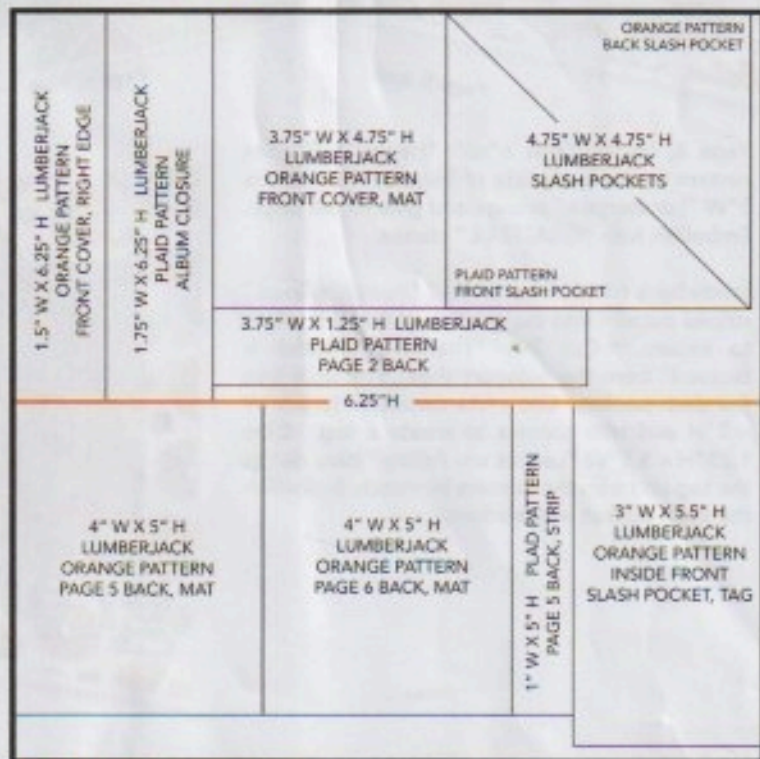 1.5" W X 6.25" H LUMBERJACK
ORANGE PATTERN
FRONT COVER, RIGHT EDGE
1.75" W X 6.25" H LUMBERJACK
PLAID PATTERN
ALBUM CLOSURE
3.75" W X 4.75" H
LUMBERJACK
ORANGE PATTERN
FRONT COVER, MAT
ORANGE PATTERN
BACK SLASH POCKET
4.75" W X 4.75" H
LUMBERJACK
SLASH POCKETS
PLAID PATTERN
FRONT SLASH POCKET
3.75" W X 1.25" H LUMBERJACK
PLAID PATTERN
PAGE 2 BACK
6.25"H
4" W X 5" H
LUMBERJACK
ORANGE PATTERN
PAGE 5 BACK, MAT
4" W X 5" H
LUMBERJACK
ORANGE PATTERN
PAGE 6 BACK, MAT
1" W X 5" H PLAD PATTERN
PAGE 5 BACK, STRIP
3" W X 5.5" H
LUMBERJACK
ORANGE PATTERN
INSIDE FRONT
SLASH POCKET, TAG